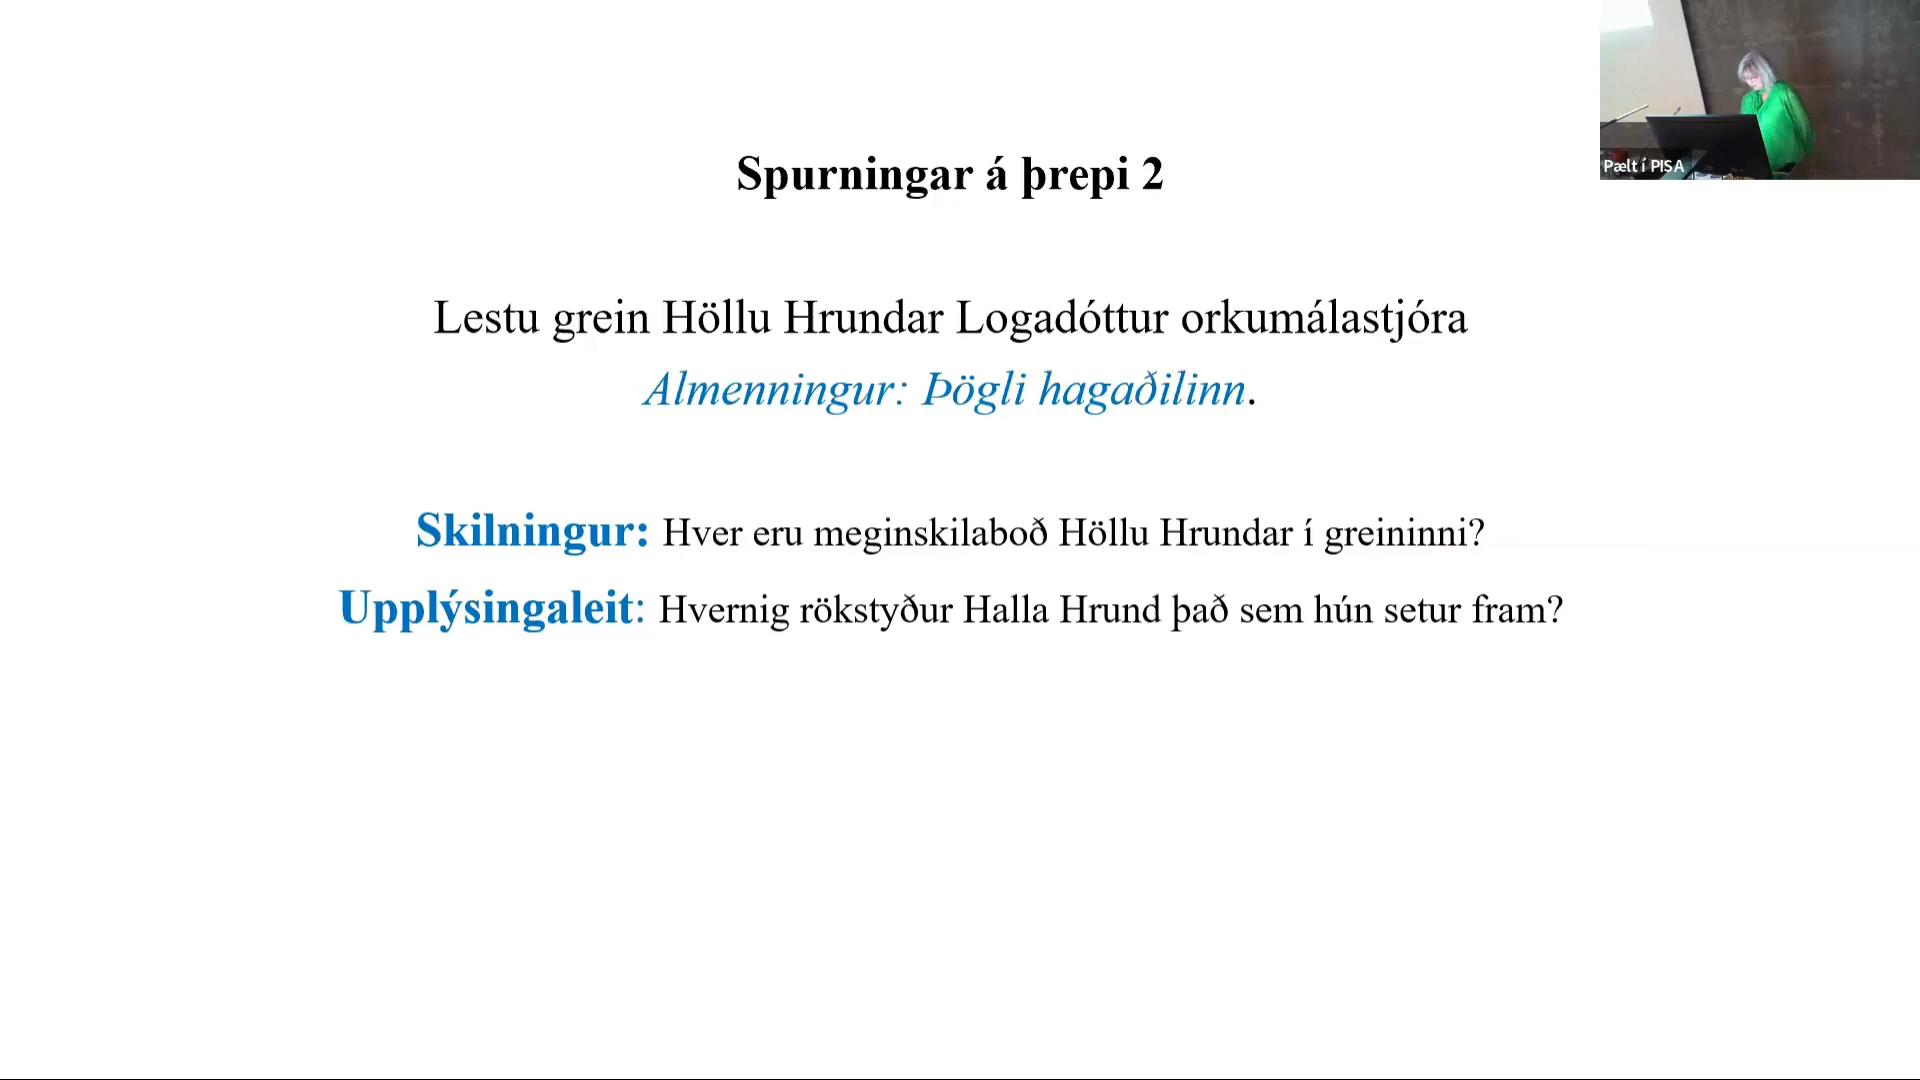 Spurningar á þrepi 2
Pælt í PISA
Lestu grein Höllu Hrundar Logadóttur orkumálastjóra
Almenningur: Þögli hagaðilinn.
Skilningur: Hver eru meginskilaboð Höllu Hrundar í greininni?
Upplýsingaleit: Hvernig rökstyður Halla Hrund það sem hún setur fram?